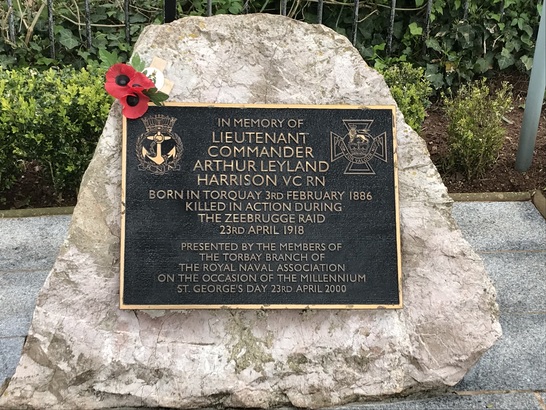 IN MEMORY OF
LIEUTENANT
COMMANDER
ARTHUR LEYLAND
HARRISON VC RN
BORN IN TORQUAY 3RD FEBRUARY 1886
KILLED IN ACTION DURING
THE ZEEBRUGGE RAID
23RD APRIL 1918
PRESENTED BY THE MEMBERS OF
THE TORBAY BRANCH OF
THE ROYAL NAVAL ASSOCIATION
ON THE OCCASION OF THE MILLENNIUM
ST. GEORGE'S DAY 23RD APRIL 2000